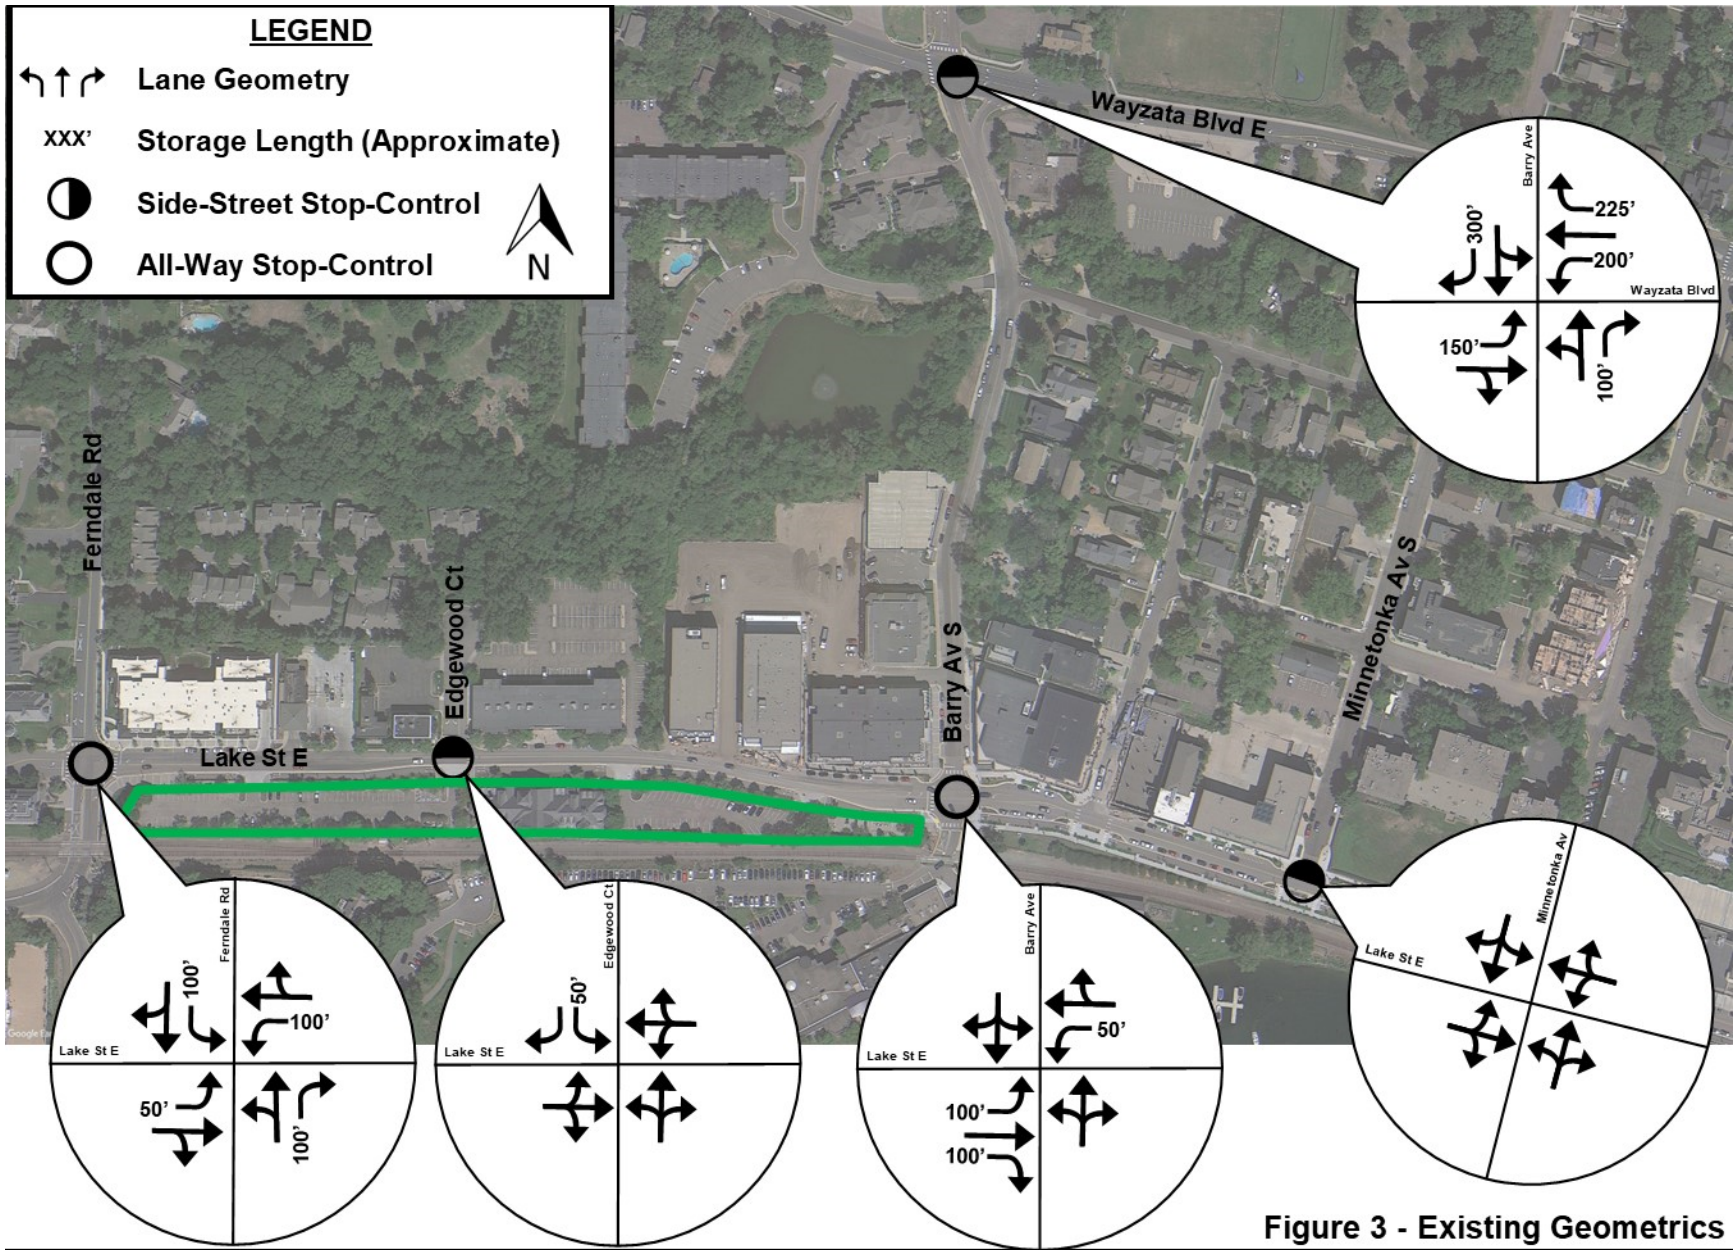 LEGEND
Lane Geometry
XXX' Storage Length (Approximate)
Side-Street Stop-Control
All-Way Stop-Control
N
Wayzata Blvd E
Barry Ave
225'
300'
200'
Wayzata Blvd
150'
100'
Ferndale Rd
Edgewood Ct
Barry Av S
Minnetonka Av S
Lake St E
Ferndale Rd
100'
100'
Lake St E
50'
100'
Edgewood Ct
50'
Lake St E
Barry Ave
50'
Lake St E
100'
100'
Minnetonka Av
Lake St E
Figure 3 - Existing Geometrics